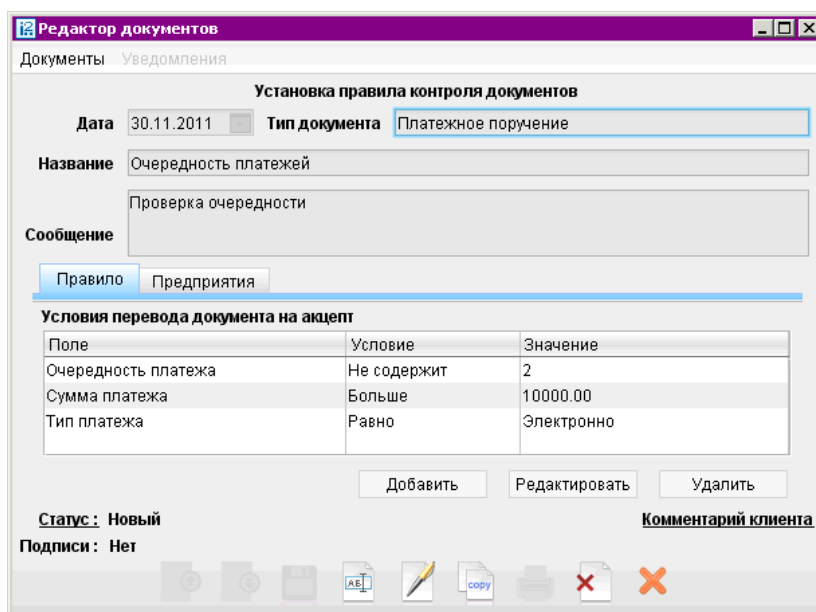 Редактор документов
Документы Уведомления
Установка правила контроля документов
Дата 30.11.2011 Тип документа Платежное поручение
Название Очередность платежей
Сообщение Проверка очередности
Правило Предприятия
Условия перевода документа на акцепт
Поле Условие Значение
Очередность платежа Не содержит 2
Сумма платежа Больше 10000.00
Тип платежа Равно Электронно
Добавить Редактировать Удалить
Статус : Новый Комментарий клиента
Подписи : Нет
АБ copy